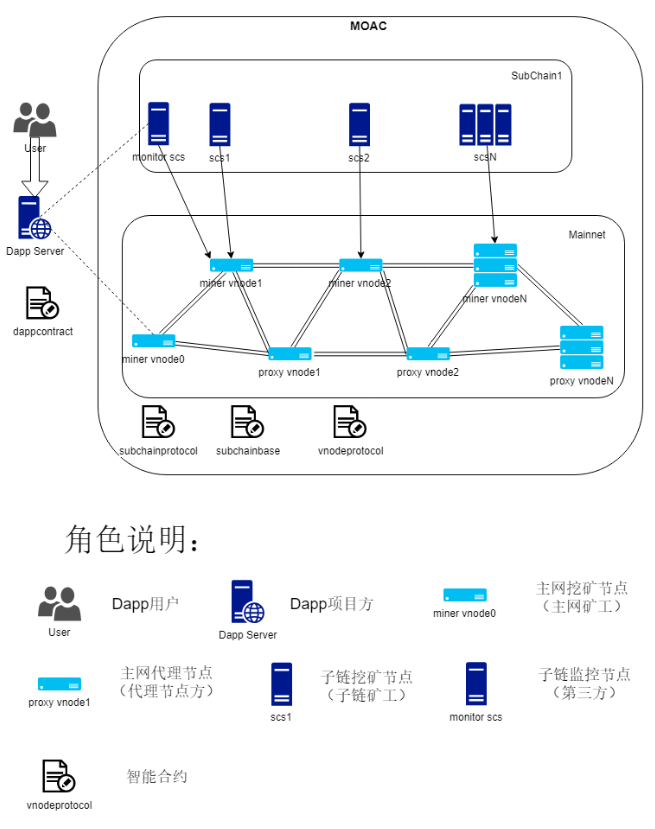 MOAC
SubChain1
User
monitor scs
scs1
scs2
scsN
Dapp Server
Mainnet
miner vnode1
miner vnode2
miner vnodeN
dappcontract
miner vnode0
proxy vnode1
proxy vnode2
proxy vnodeN
subchainprotocol
subchainbase
vnodeprotocol
角色说明：
User
Dapp用户
Dapp Server
Dapp项目方
miner vnode0
主网挖矿节点
（主网矿工）
proxy vnode1
主网代理节点
（代理节点方）
scs1
子链挖矿节点
（子链矿工）
monitor scs
子链监控节点
（第三方）
vnodeprotocol
智能合约